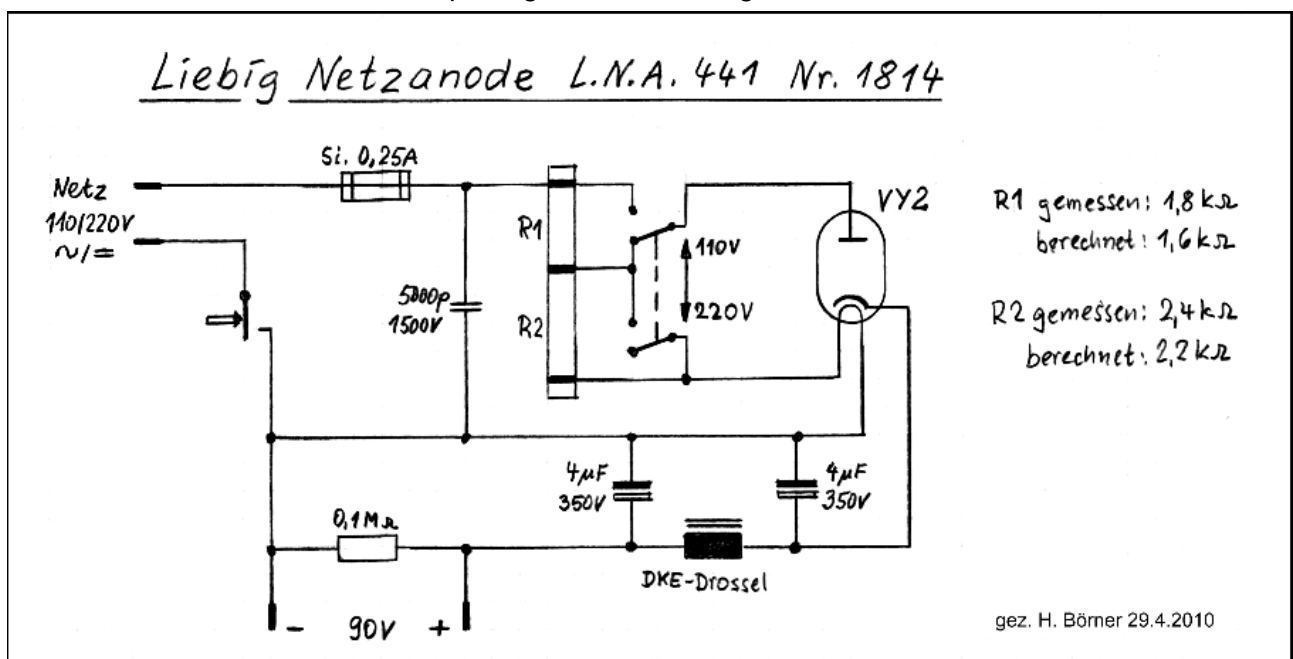 Liebig Netzanode L.N.A. 441 Nr. 1814
Si. 0,25A
Netz
110/220V
~/=
R1
R2
5000p
1500V
110V
220V
VY2
R1 gemessen: 1,8 kΩ
berechnet: 1,6 kΩ
R2 gemessen: 2,4 kΩ
berechnet: 2,2 kΩ
4µF
350V
4µF
350V
0,1MΩ
DKE-Drossel
- 90V +
gez. H. Börner 29.4.2010